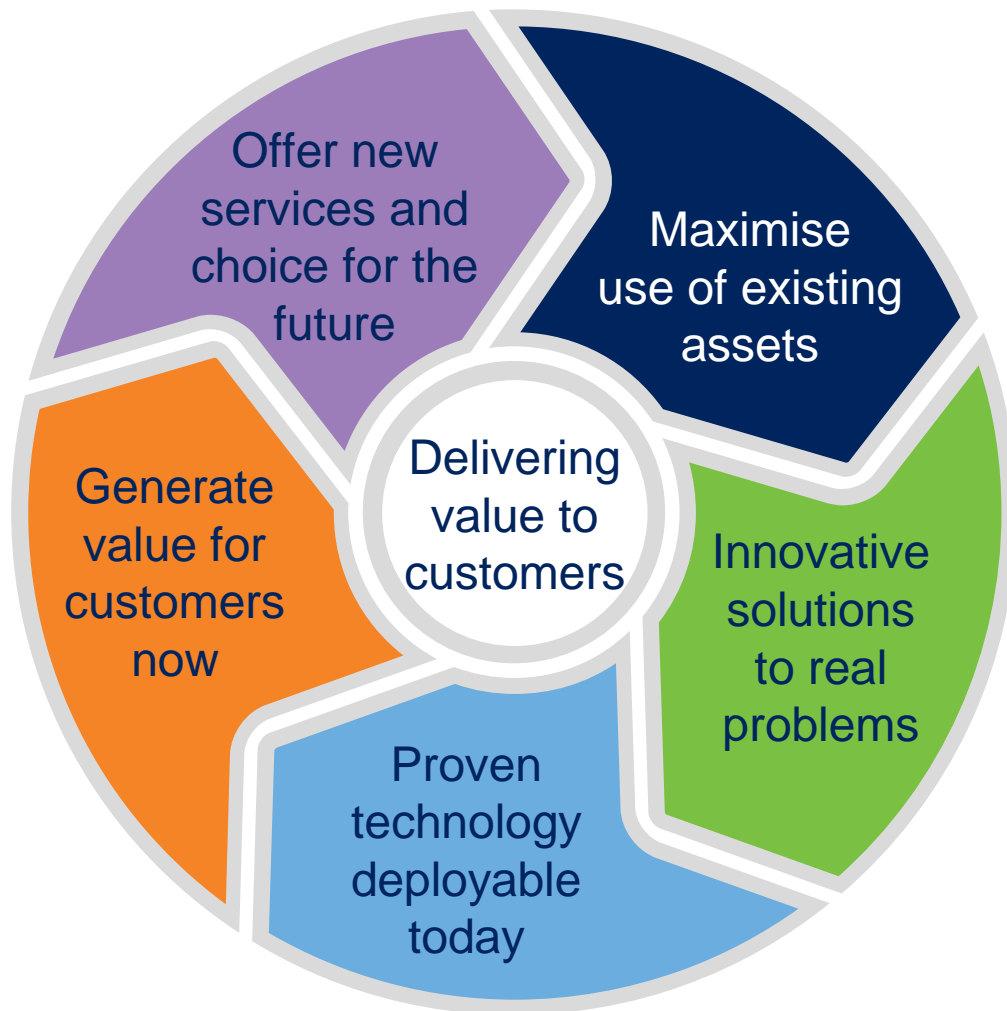 Offer new
services and
choice for the
future
Maximise
use of existing
assets
Innovative
solutions
to real
problems
Proven
technology
deployable
today
Generate
value for
customers
now
Delivering
value to
customers